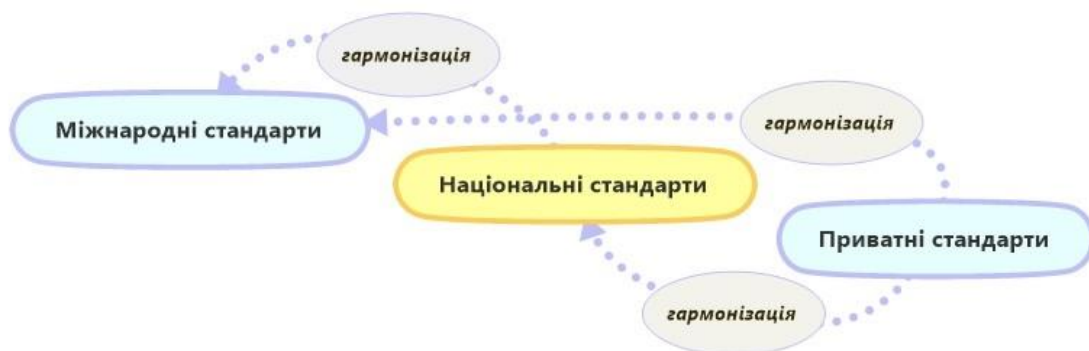 гармонізація
Міжнародні стандарти
гармонізація
Національні стандарти
Приватні стандарти
гармонізація